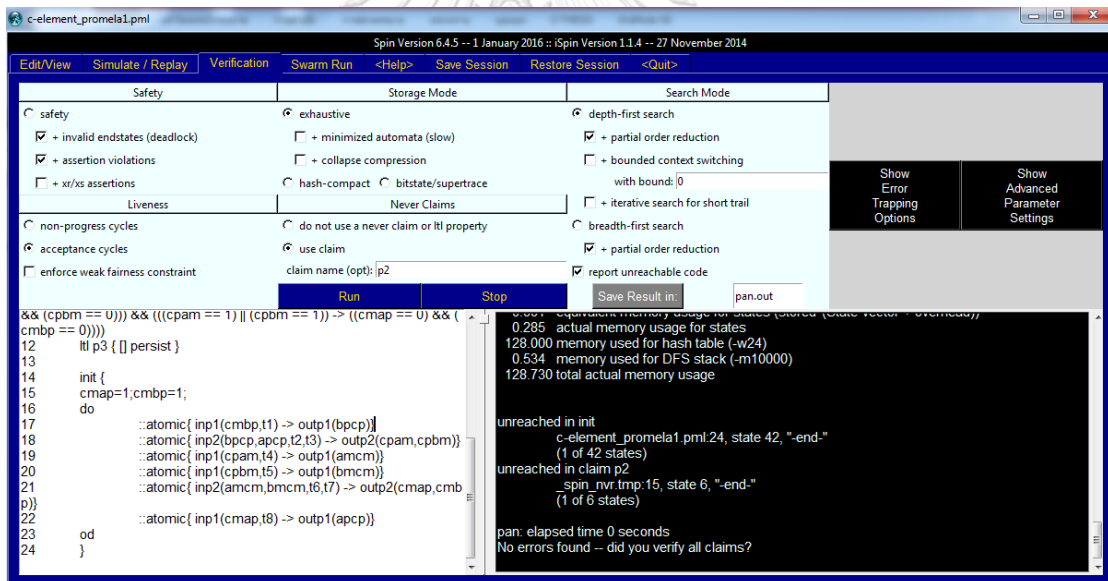 c-element_promela1.pml
Spin Version 6.4.5 -- 1 January 2016 :: iSpin Version 1.1.4 -- 27 November 2014
Edit/View Simulate / Replay Verification Swarm Run <Help> Save Session Restore Session <Quit>
Safety Storage Mode Search Mode
safety exhaustive depth-first search
+ invalid endstates (deadlock) + minimized automata (slow) + partial order reduction
+ assertion violations + collapse compression + bounded context switching
+ xr/xs assertions hash-compact bitstate/supertrace with bound: 0
Liveness Never Claims + iterative search for short trail
non-progress cycles do not use a never claim or ltl property breadth-first search
acceptance cycles use claim + partial order reduction
enforce weak fairness constraint claim name (opt): p2 report unreachable code
Run Stop Save Result in: pan.out
Show Error Trapping Options
Show Advanced Parameter Settings
&& (cpbm == 0))) && (((cpam == 1) || (cpbm == 1)) -> ((cmap == 0) && (
cmbp == 0))))
12 ltl p3 { [] persist }
13
14 init {
15 cmap=1;cmbp=1;
16 do
17 ::atomic{ inp1(cmbp,t1) -> outp1(bpcp)}
18 ::atomic{ inp2(bpcp,apcp,t2,t3) -> outp2(cpam,cpbm)}
19 ::atomic{ inp1(cpam,t4) -> outp1(amcm)}
20 ::atomic{ inp1(cpbm,t5) -> outp1(bmcm)}
21 ::atomic{ inp2(amcm,bmcm,t6,t7) -> outp2(cmap,cmb
p)}
22 ::atomic{ inp1(cmap,t8) -> outp1(apcp)}
23 od
24 }
equivalent memory usage for states (stored*(State-vector + overhead))
0.285 actual memory usage for states
128.000 memory used for hash table (-w24)
0.534 memory used for DFS stack (-m10000)
128.730 total actual memory usage
unreached in init
c-element_promela1.pml:24, state 42, "-end-"
(1 of 42 states)
unreached in claim p2
_spin_nvr.tmp:15, state 6, "-end-"
(1 of 6 states)
pan: elapsed time 0 seconds
No errors found -- did you verify all claims?